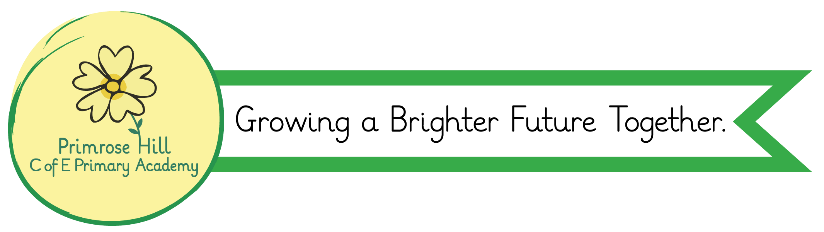 Primrose Hill
C of E Primary Academy
Growing a Brighter Future Together.